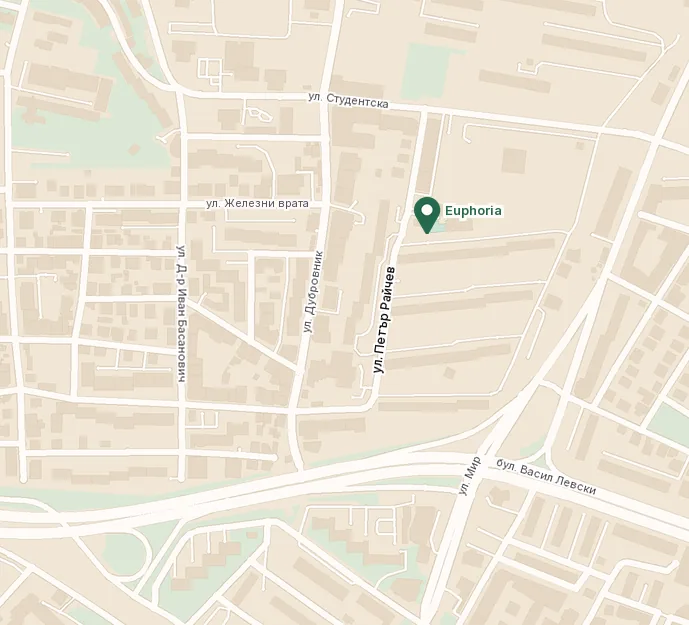 ул. Студентска
ул. Железни врата
Euphoria
ул. Д-р Иван Басанович
ул. Дубровник
ул. Петър Райчев
ул. Мир
бул. Васил Левски